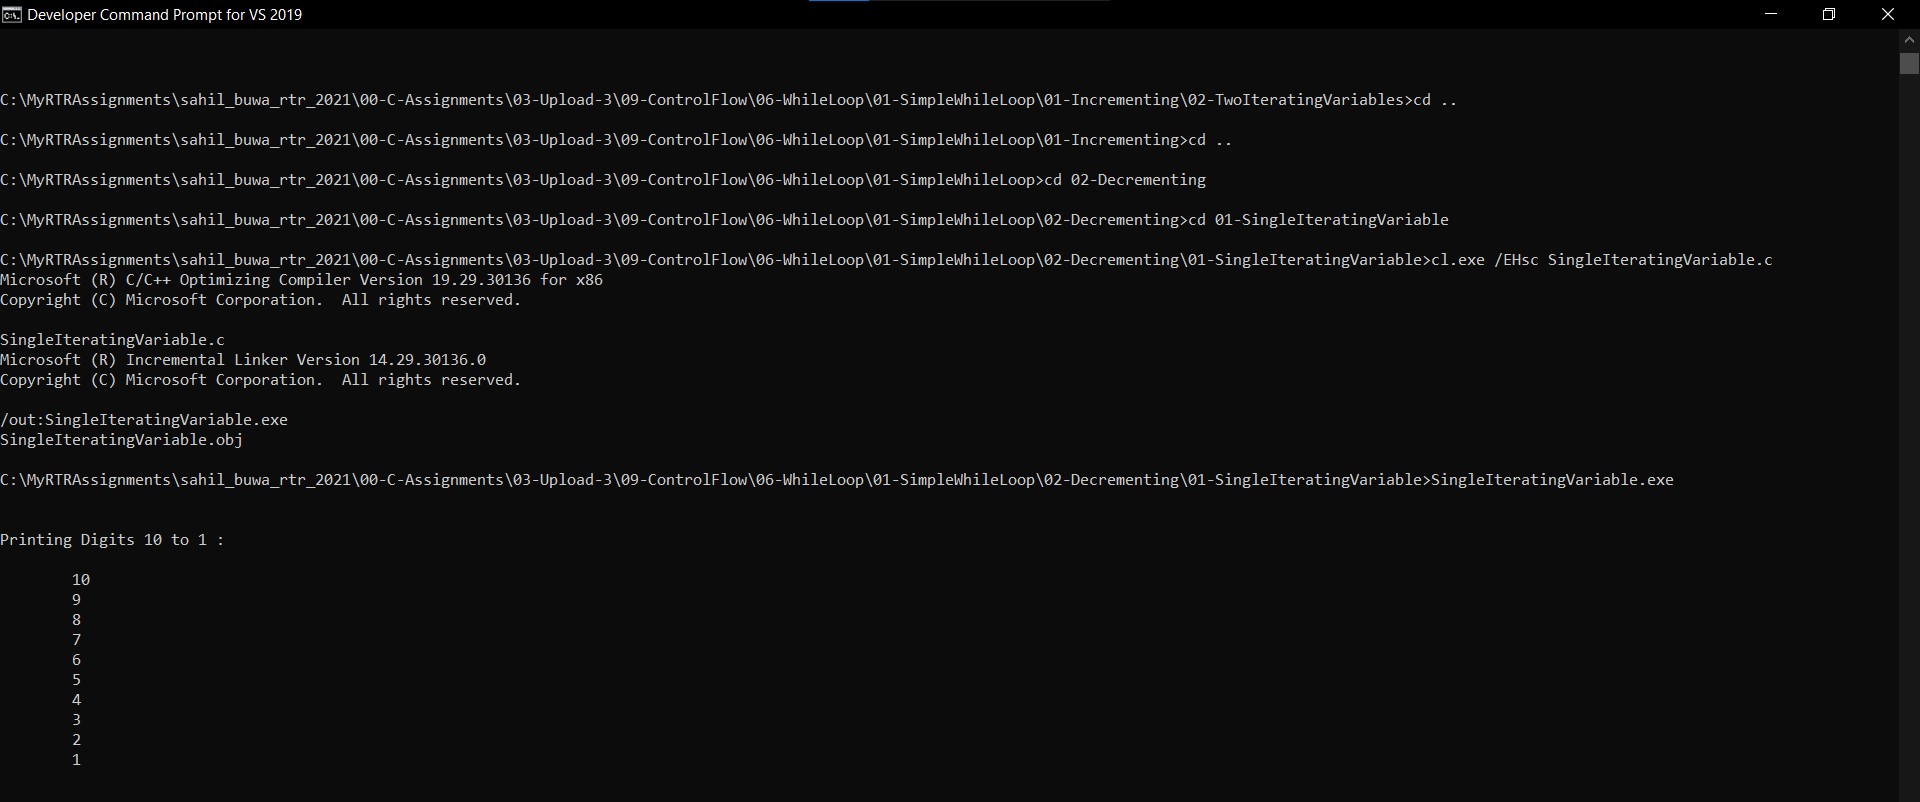 Developer Command Prompt for VS 2019
C:\MyRTRAssignments\sahil_buwa_rtr_2021\00-C-Assignments\03-Upload-3\09-ControlFlow\06-WhileLoop\01-SimpleWhileLoop\01-Incrementing\02-TwoIteratingVariables>cd ..
C:\MyRTRAssignments\sahil_buwa_rtr_2021\00-C-Assignments\03-Upload-3\09-ControlFlow\06-WhileLoop\01-SimpleWhileLoop\01-Incrementing>cd ..
C:\MyRTRAssignments\sahil_buwa_rtr_2021\00-C-Assignments\03-Upload-3\09-ControlFlow\06-WhileLoop\01-SimpleWhileLoop>cd 02-Decrementing
C:\MyRTRAssignments\sahil_buwa_rtr_2021\00-C-Assignments\03-Upload-3\09-ControlFlow\06-WhileLoop\01-SimpleWhileLoop\02-Decrementing>cd 01-SingleIteratingVariable
C:\MyRTRAssignments\sahil_buwa_rtr_2021\00-C-Assignments\03-Upload-3\09-ControlFlow\06-WhileLoop\01-SimpleWhileLoop\02-Decrementing\01-SingleIteratingVariable>cl.exe /EHsc SingleIteratingVariable.c
Microsoft (R) C/C++ Optimizing Compiler Version 19.29.30136 for x86
Copyright (C) Microsoft Corporation.  All rights reserved.
SingleIteratingVariable.c
Microsoft (R) Incremental Linker Version 14.29.30136.0
Copyright (C) Microsoft Corporation.  All rights reserved.
/out:SingleIteratingVariable.exe
SingleIteratingVariable.obj
C:\MyRTRAssignments\sahil_buwa_rtr_2021\00-C-Assignments\03-Upload-3\09-ControlFlow\06-WhileLoop\01-SimpleWhileLoop\02-Decrementing\01-SingleIteratingVariable>SingleIteratingVariable.exe
Printing Digits 10 to 1 :
10
9
8
7
6
5
4
3
2
1